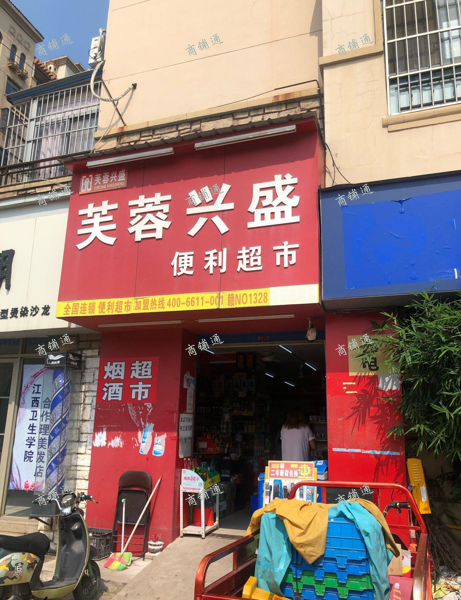 芙蓉兴盛
芙蓉兴盛
便利超市
全国连锁 便利超市 加盟热线 400-6611-001 赣NO1328
型烫染沙龙
江西卫生学院
合作理美发店
烟酒
超市
商铺通